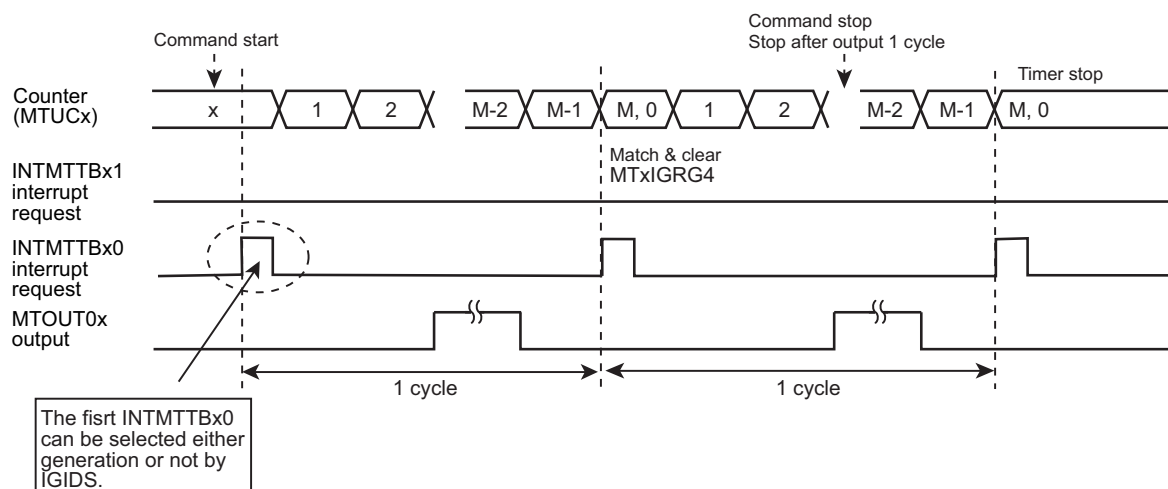 Command start
Command stop
Stop after output 1 cycle
Counter
(MTUCx)
x
1
2
M-2
M-1
M, 0
1
2
M-2
M-1
M, 0
Timer stop
Match & clear
MTxIGRG4
INTMTTBx1
interrupt
request
INTMTTBx0
interrupt
request
MTOUT0x
output
1 cycle
1 cycle
The fisrt INTMTTBx0
can be selected either
generation or not by
IGIDS.